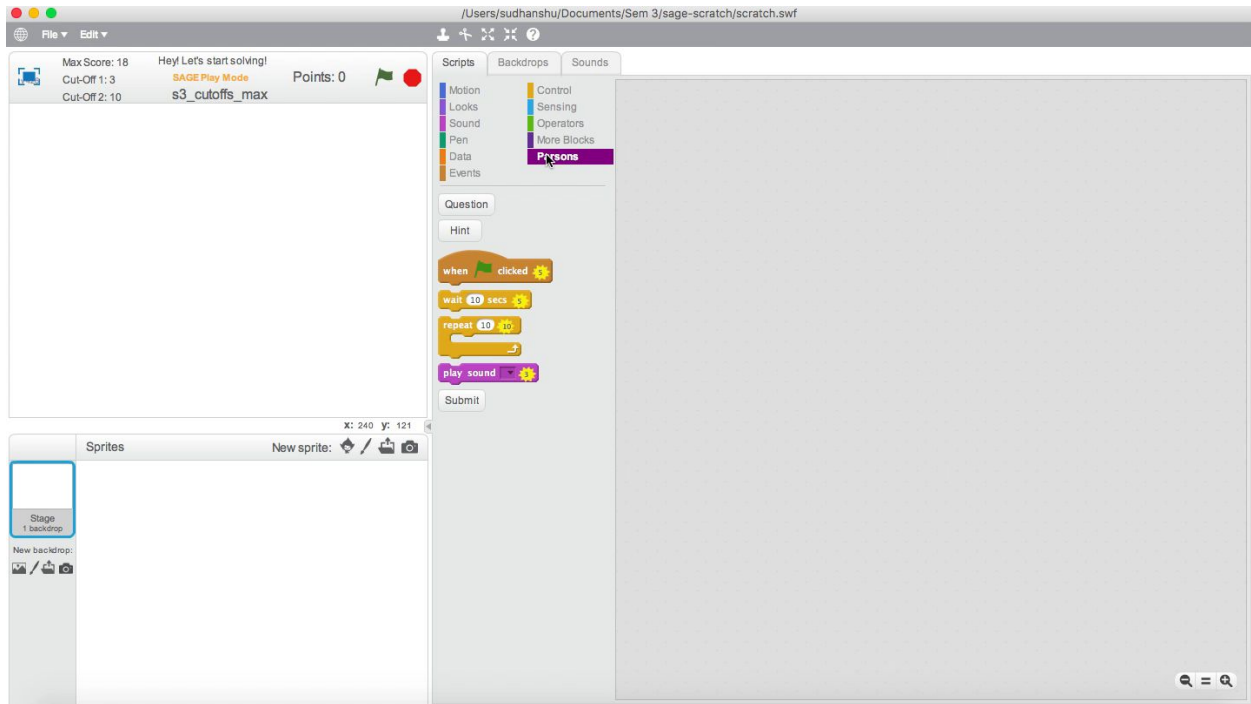 /Users/sudhanshu/Documents/Sem 3/sage-scratch/scratch.swf
File Edit
Max Score: 18
Cut-Off 1: 3
Cut-Off 2: 10
Hey! Let's start solving!
SAGE Play Mode
s3_cutoffs_max
Points: 0
Scripts Backdrops Sounds
Motion Control
Looks Sensing
Sound Operators
Pen More Blocks
Data Parsons
Events
Question
Hint
when clicked
wait 10 secs 5
repeat 10 10
play sound
Submit
X: 240 y: 121
Sprites New sprite:
Stage
1 backdrop
New backdrop: